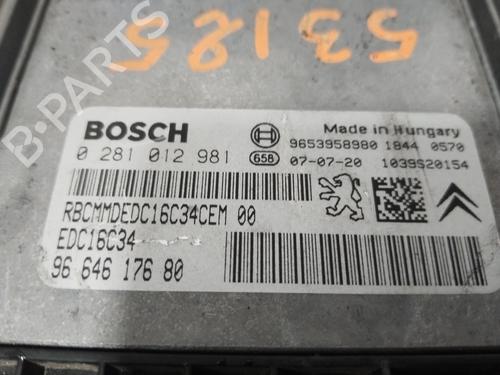 53185
B-PARTS
BOSCH
Made in Hungary
0 281 012 981
9653958980 1844 0570
658 07-07-20 1039S20154
RBCMMDEDC16C34CEM 00
EDC16C34
96 646 176 80